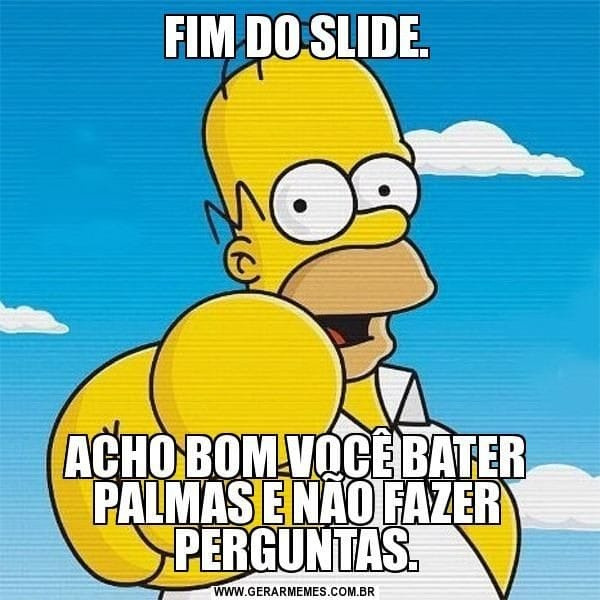 FIM DO SLIDE.
ACHO BOM VOCÊ BATER
PALMAS E NÃO FAZER
PERGUNTAS.
WWW.GERARMEMES.COM.BR